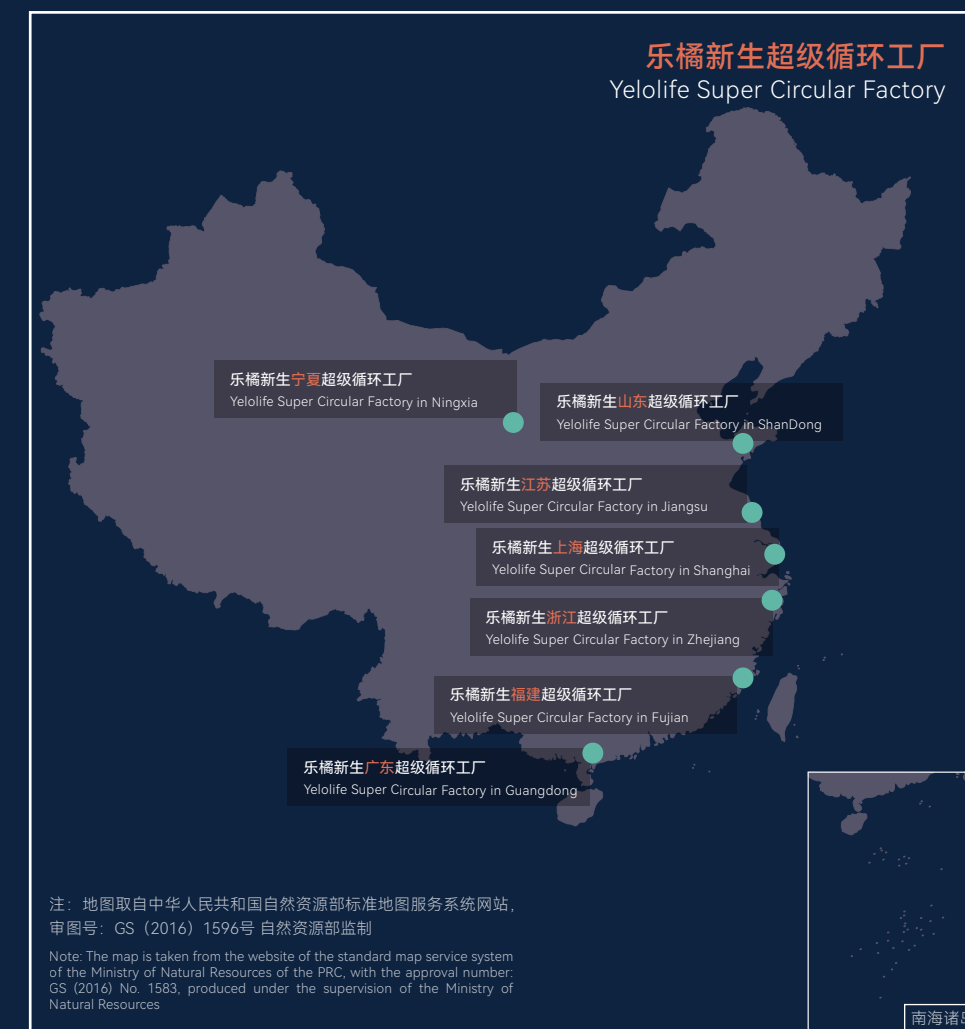 乐橘新生超级循环工厂
Yelolife Super Circular Factory
乐橘新生宁夏超级循环工厂
Yelolife Super Circular Factory in Ningxia
乐橘新生山东超级循环工厂
Yelolife Super Circular Factory in ShanDong
乐橘新生江苏超级循环工厂
Yelolife Super Circular Factory in Jiangsu
乐橘新生上海超级循环工厂
Yelolife Super Circular Factory in Shanghai
乐橘新生浙江超级循环工厂
Yelolife Super Circular Factory in Zhejiang
乐橘新生福建超级循环工厂
Yelolife Super Circular Factory in Fujian
乐橘新生广东超级循环工厂
Yelolife Super Circular Factory in Guangdong
注：地图取自中华人民共和国自然资源部标准地图服务系统网站，
审图号：GS（2016）1596号 自然资源部监制
Note: The map is taken from the website of the standard map service system
of the Ministry of Natural Resources of the PRC, with the approval number:
GS (2016) No. 1583, produced under the supervision of the Ministry of
Natural Resources
南海诸岛